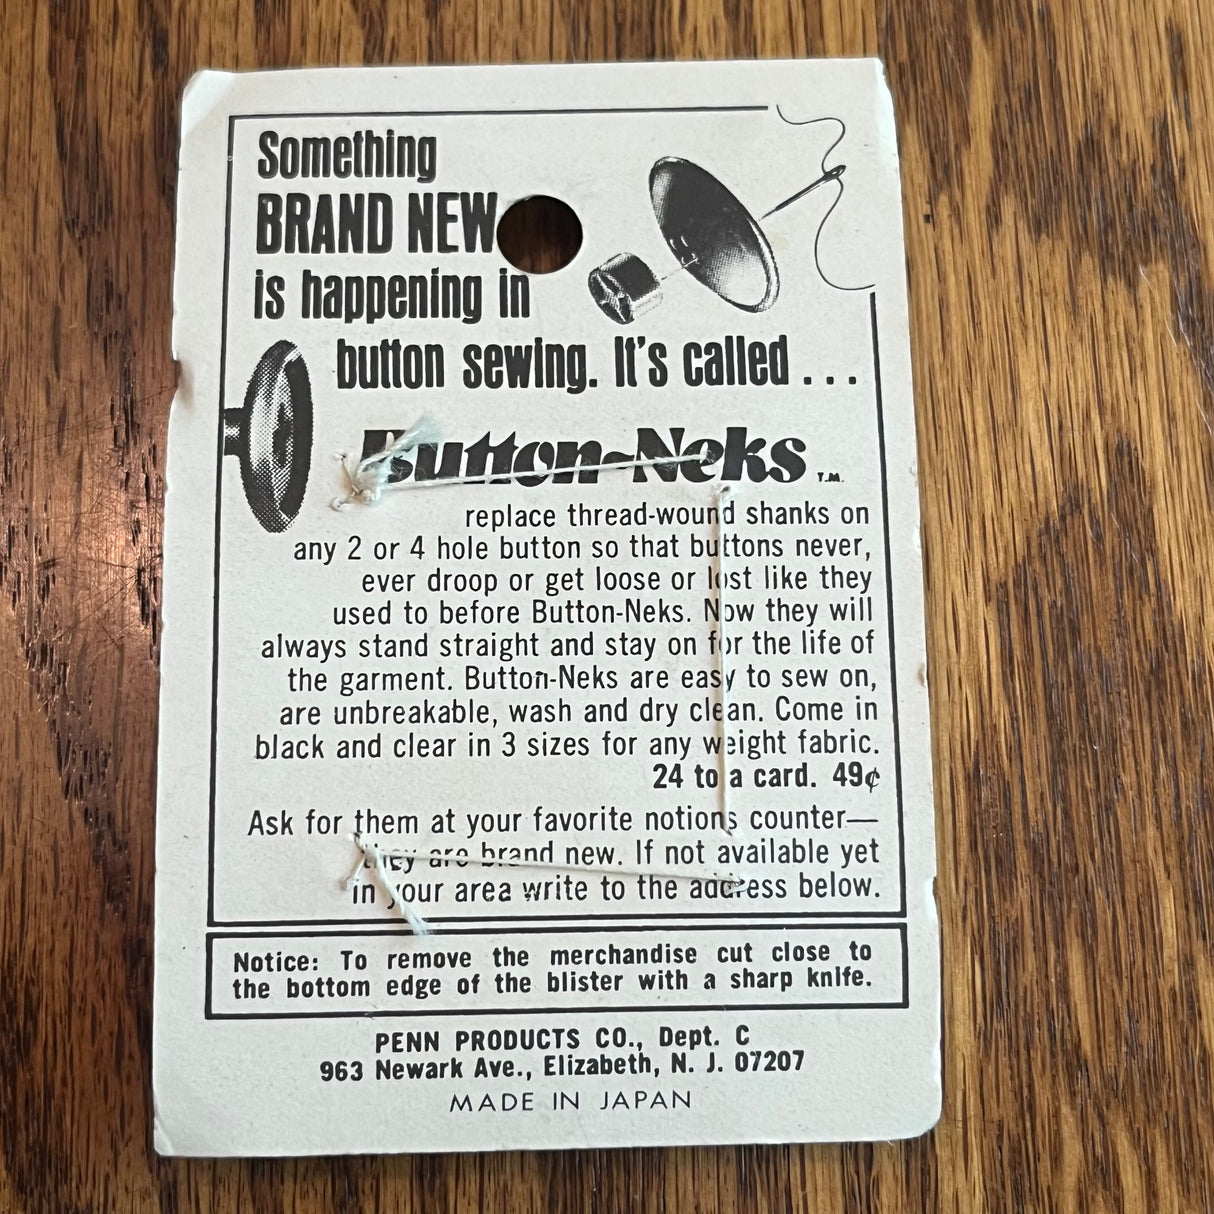 Something
BRAND NEW
is happening in
button sewing. It's called . . .
Button-Neks T.M.
replace thread-wound shanks on
any 2 or 4 hole button so that buttons never,
ever droop or get loose or lost like they
used to before Button-Neks. Now they will
always stand straight and stay on for the life of
the garment. Button-Neks are easy to sew on,
are unbreakable, wash and dry clean. Come in
black and clear in 3 sizes for any weight fabric.
24 to a card. 49¢
Ask for them at your favorite notions counter—
they are brand new. If not available yet
in your area write to the address below.
Notice: To remove the merchandise cut close to
the bottom edge of the blister with a sharp knife.
PENN PRODUCTS CO., Dept. C
963 Newark Ave., Elizabeth, N. J. 07207
MADE IN JAPAN